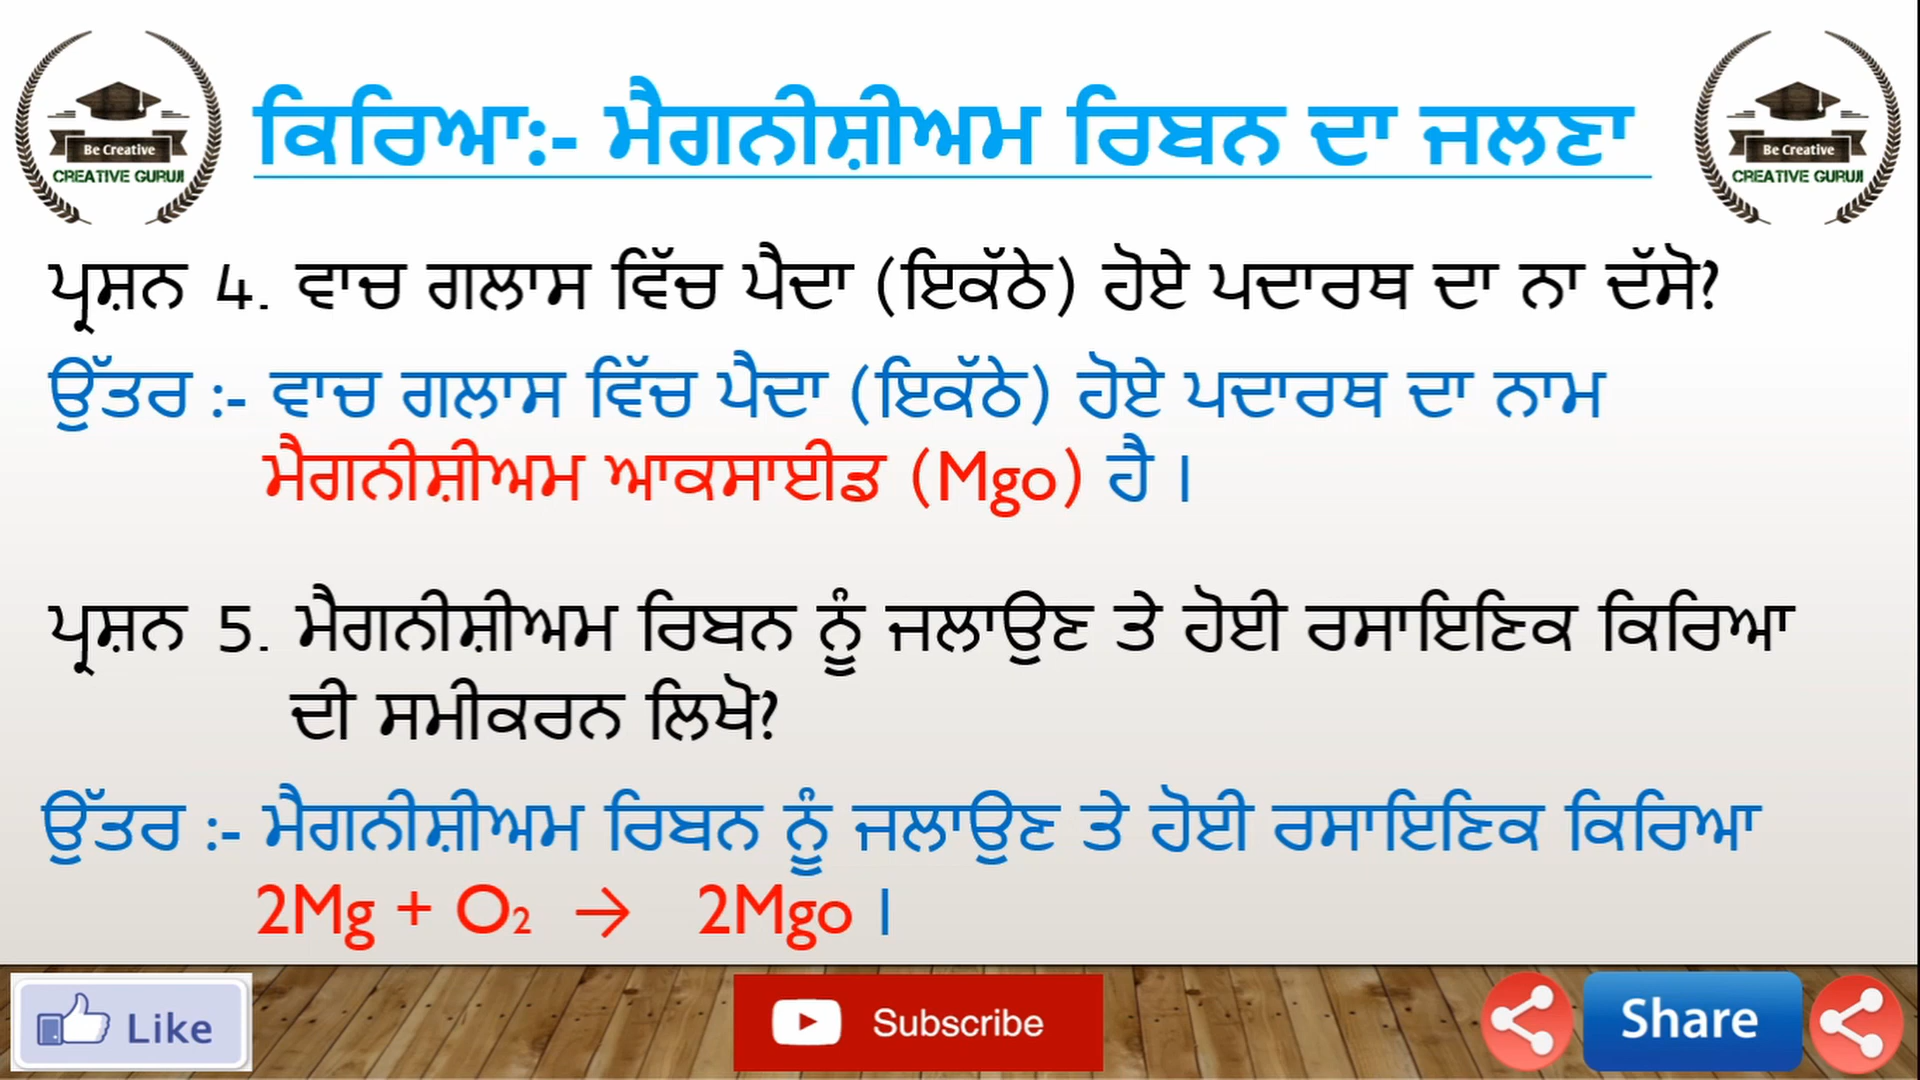 ਕਿਰਿਆ:- ਮੈਗਨੀਸ਼ੀਅਮ ਰਿਬਨ ਦਾ ਜਲਣਾ
Be Creative
CREATIVE GURUJI
Be Creative
CREATIVE GURUJI
ਪ੍ਰਸ਼ਨ 4. ਵਾਚ ਗਲਾਸ ਵਿੱਚ ਪੈਦਾ (ਇਕੱਠੇ) ਹੋਏ ਪਦਾਰਥ ਦਾ ਨਾ ਦੱਸੋ?
ਉੱਤਰ :- ਵਾਚ ਗਲਾਸ ਵਿੱਚ ਪੈਦਾ (ਇਕੱਠੇ) ਹੋਏ ਪਦਾਰਥ ਦਾ ਨਾਮ
ਮੈਗਨੀਸ਼ੀਅਮ ਆਕਸਾਈਡ (Mgo) ਹੈ ।
ਪ੍ਰਸ਼ਨ 5. ਮੈਗਨੀਸ਼ੀਅਮ ਰਿਬਨ ਨੂੰ ਜਲਾਉਣ ਤੇ ਹੋਈ ਰਸਾਇਣਿਕ ਕਿਰਿਆ
ਦੀ ਸਮੀਕਰਨ ਲਿਖੋ?
ਉੱਤਰ :- ਮੈਗਨੀਸ਼ੀਅਮ ਰਿਬਨ ਨੂੰ ਜਲਾਉਣ ਤੇ ਹੋਈ ਰਸਾਇਣਿਕ ਕਿਰਿਆ
2Mg + O₂ → 2Mgo ।
Like
Subscribe
Share